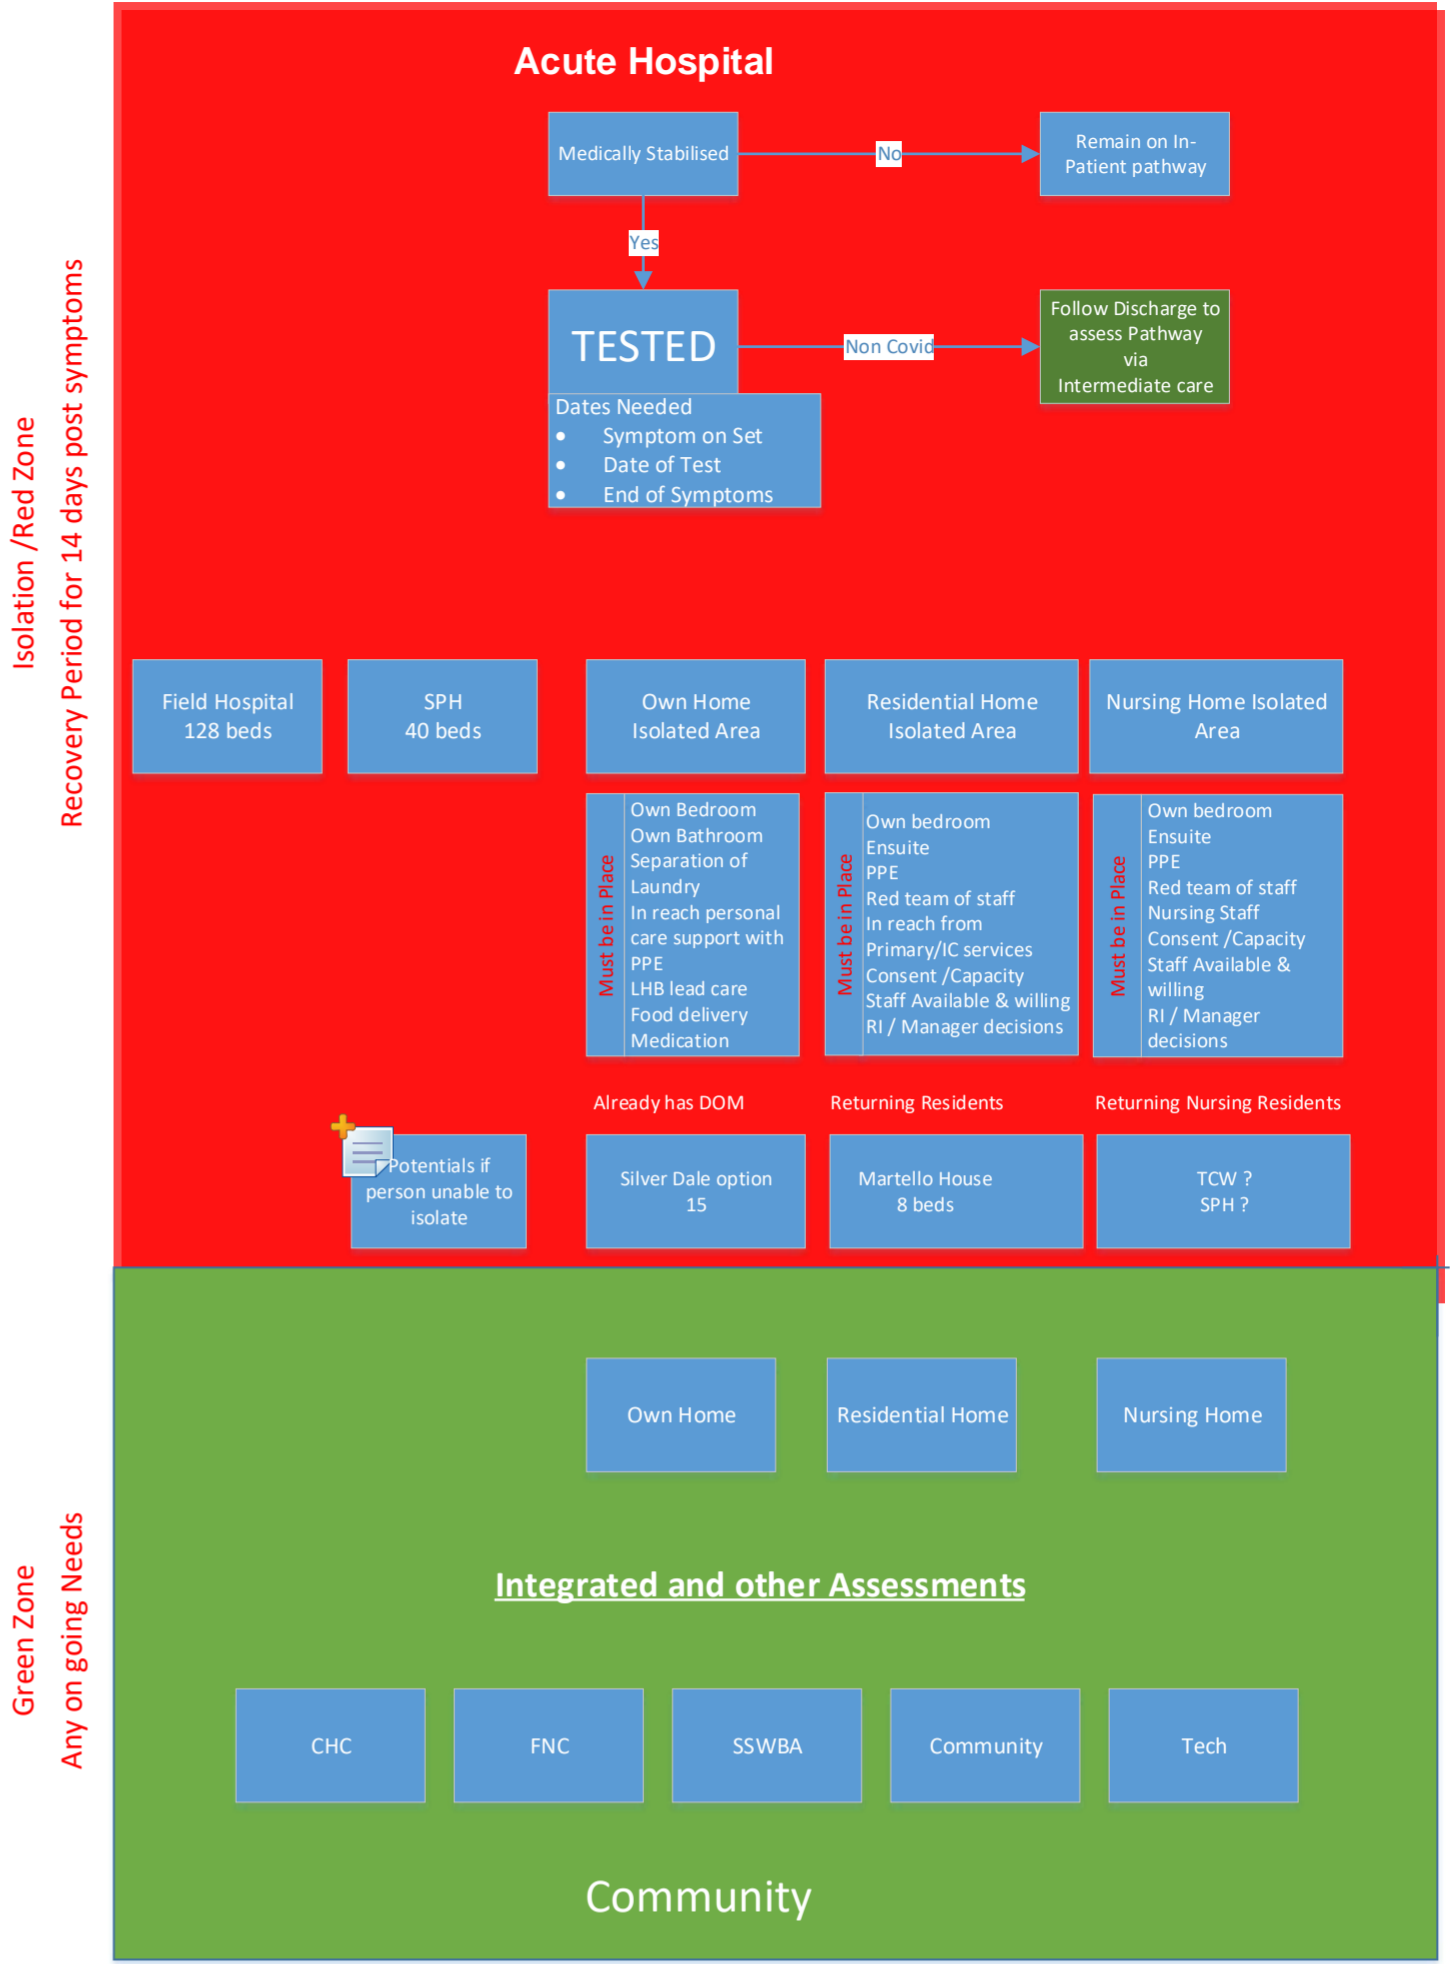 Acute Hospital
Medically Stabilised
No
Remain on In-
Patient pathway
Yes
TESTED
Non Covid
Follow Discharge to
assess Pathway
via
Intermediate care
Dates Needed
• Symptom on Set
• Date of Test
• End of Symptoms
Isolation /Red Zone
Recovery Period for 14 days post symptoms
Field Hospital
128 beds
SPH
40 beds
Own Home
Isolated Area
Residential Home
Isolated Area
Nursing Home Isolated
Area
Must be in Place
Own Bedroom
Own Bathroom
Separation of
Laundry
In reach personal
care support with
PPE
LHB lead care
Food delivery
Medication
Must be in Place
Own bedroom
Ensuite
PPE
Red team of staff
In reach from
Primary/IC services
Consent /Capacity
Staff Available & willing
RI / Manager decisions
Must be in Place
Own bedroom
Ensuite
PPE
Red team of staff
Nursing Staff
Consent /Capacity
Staff Available &
willing
RI / Manager
decisions
Already has DOM
Returning Residents
Returning Nursing Residents
Potentials if
person unable to
isolate
Silver Dale option
15
Martello House
8 beds
TCW ?
SPH ?
Green Zone
Any on going Needs
Own Home
Residential Home
Nursing Home
Integrated and other Assessments
CHC
FNC
SSWBA
Community
Tech
Community